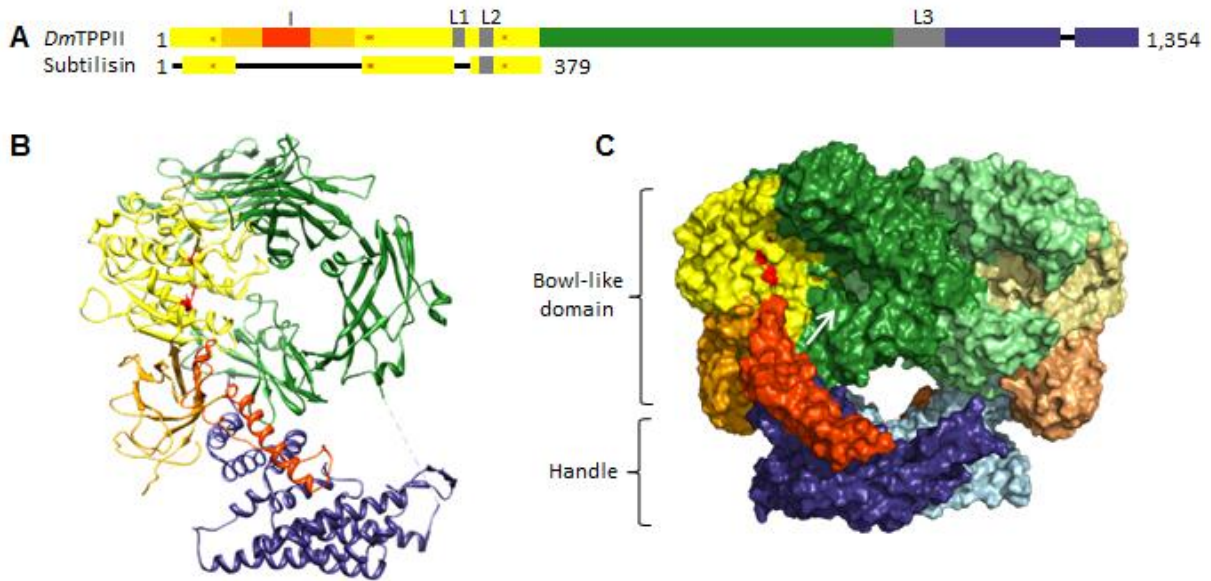 I L1 L2 L3
A DmTPPII 1 1,354
Subtilisin 1 379
B C
Bowl-like
domain
Handle